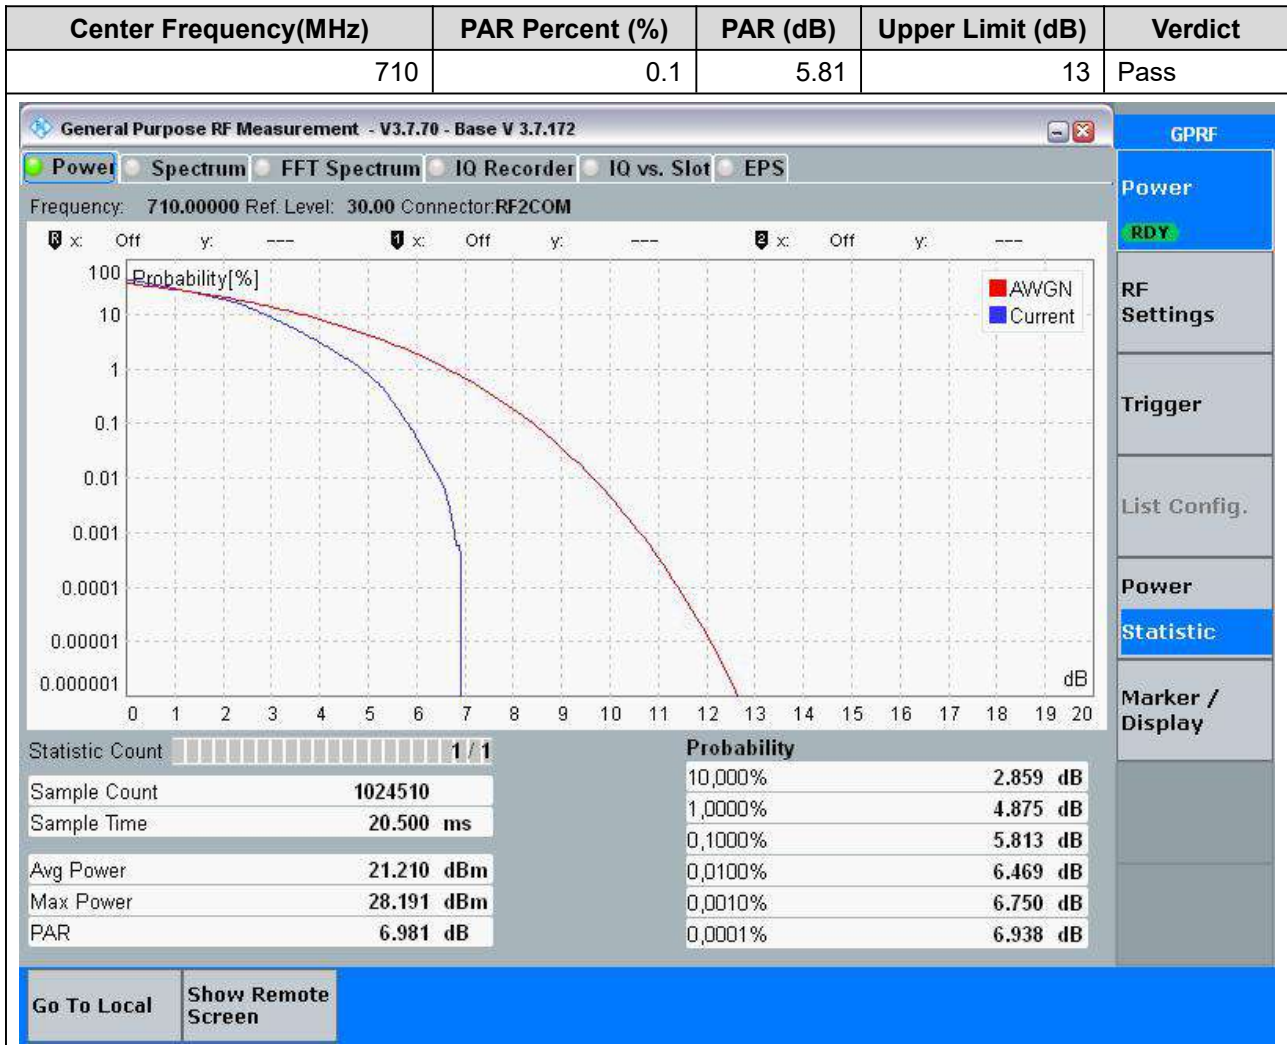 Center Frequency(MHz) PAR Percent (%) PAR (dB) Upper Limit (dB) Verdict
710 0.1 5.81 13 Pass
General Purpose RF Measurement - V3.7.70 - Base V 3.7.172
GPRF
Power Spectrum FFT Spectrum IQ Recorder IQ vs. Slot EPS
Frequency: 710.00000 Ref. Level: 30.00 Connector:RF2COM
R x: Off y: --- 1 x: Off y: --- 2 x: Off y: ---
Power
RDY
RF
Settings
Trigger
List Config.
Power
Statistic
Marker /
Display
Probability[%]
AWGN
Current
100
10
1
0.1
0.01
0.001
0.0001
0.00001
0.000001
dB
0 1 2 3 4 5 6 7 8 9 10 11 12 13 14 15 16 17 18 19 20
Statistic Count 1 / 1
Sample Count 1024510
Sample Time 20.500 ms
Avg Power 21.210 dBm
Max Power 28.191 dBm
PAR 6.981 dB
Probability
10,000% 2.859 dB
1,0000% 4.875 dB
0,1000% 5.813 dB
0,0100% 6.469 dB
0,0010% 6.750 dB
0,0001% 6.938 dB
Go To Local
Show Remote
Screen